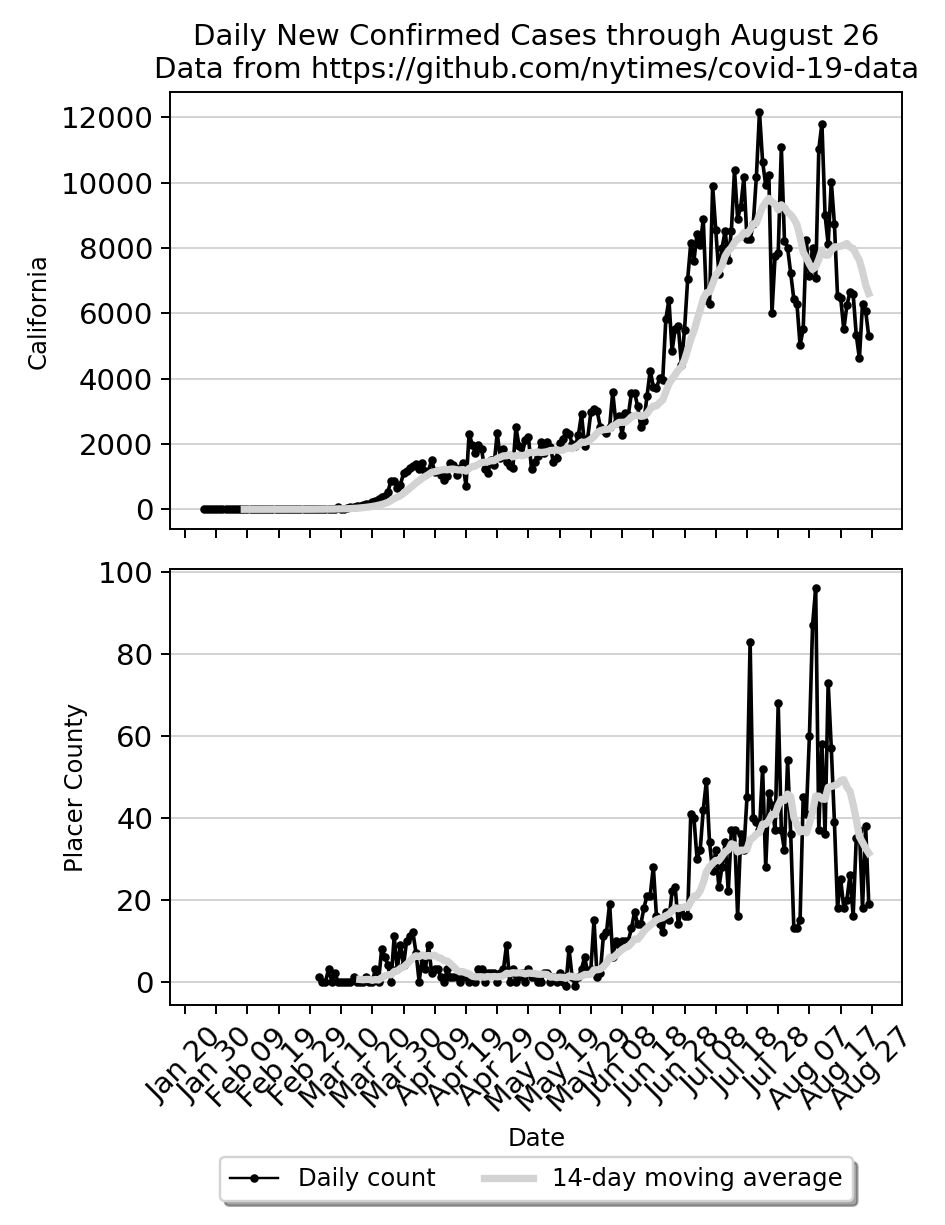 Daily New Confirmed Cases through August 26
Data from https://github.com/nytimes/covid-19-data
12000
10000
8000
6000
4000
2000
0
California
100
80
60
40
20
0
Placer County
Jan 20
Jan 30
Feb 09
Feb 19
Feb 29
Mar 10
Mar 20
Mar 30
Apr 09
Apr 19
Apr 29
May 09
May 19
May 29
Jun 08
Jun 18
Jun 28
Jul 08
Jul 18
Jul 28
Aug 07
Aug 17
Aug 27
Date
Daily count
14-day moving average